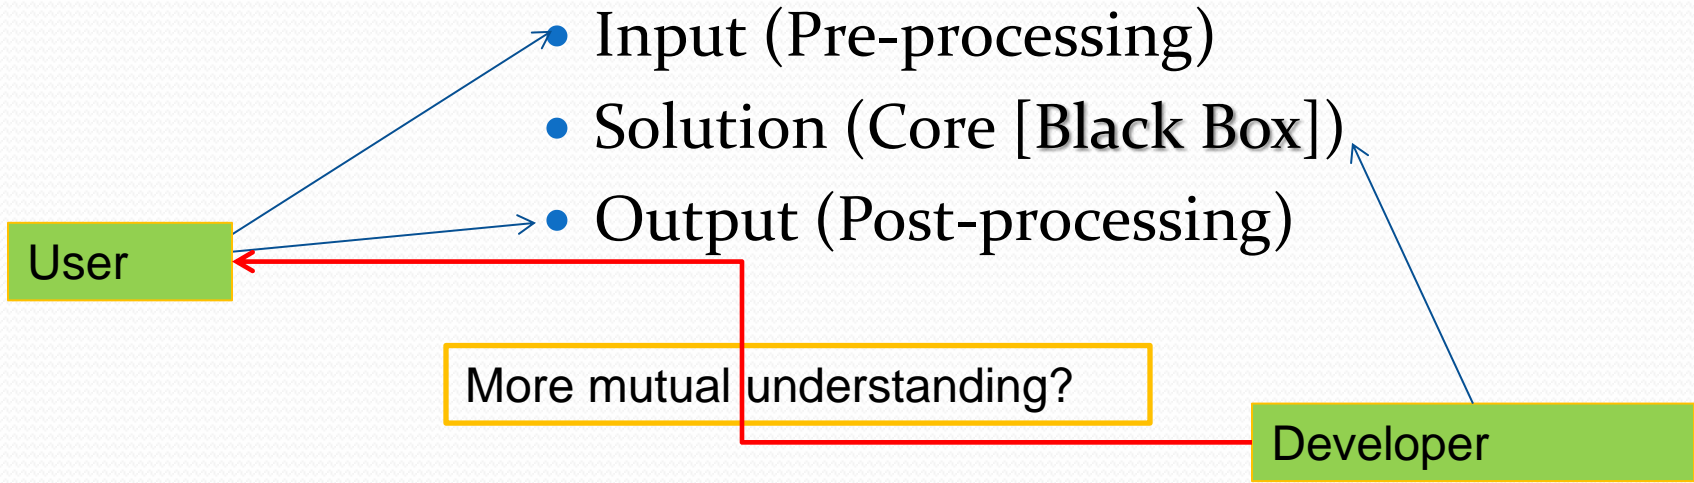 • Input (Pre-processing)
• Solution (Core [Black Box])
• Output (Post-processing)
User
More mutual understanding?
Developer